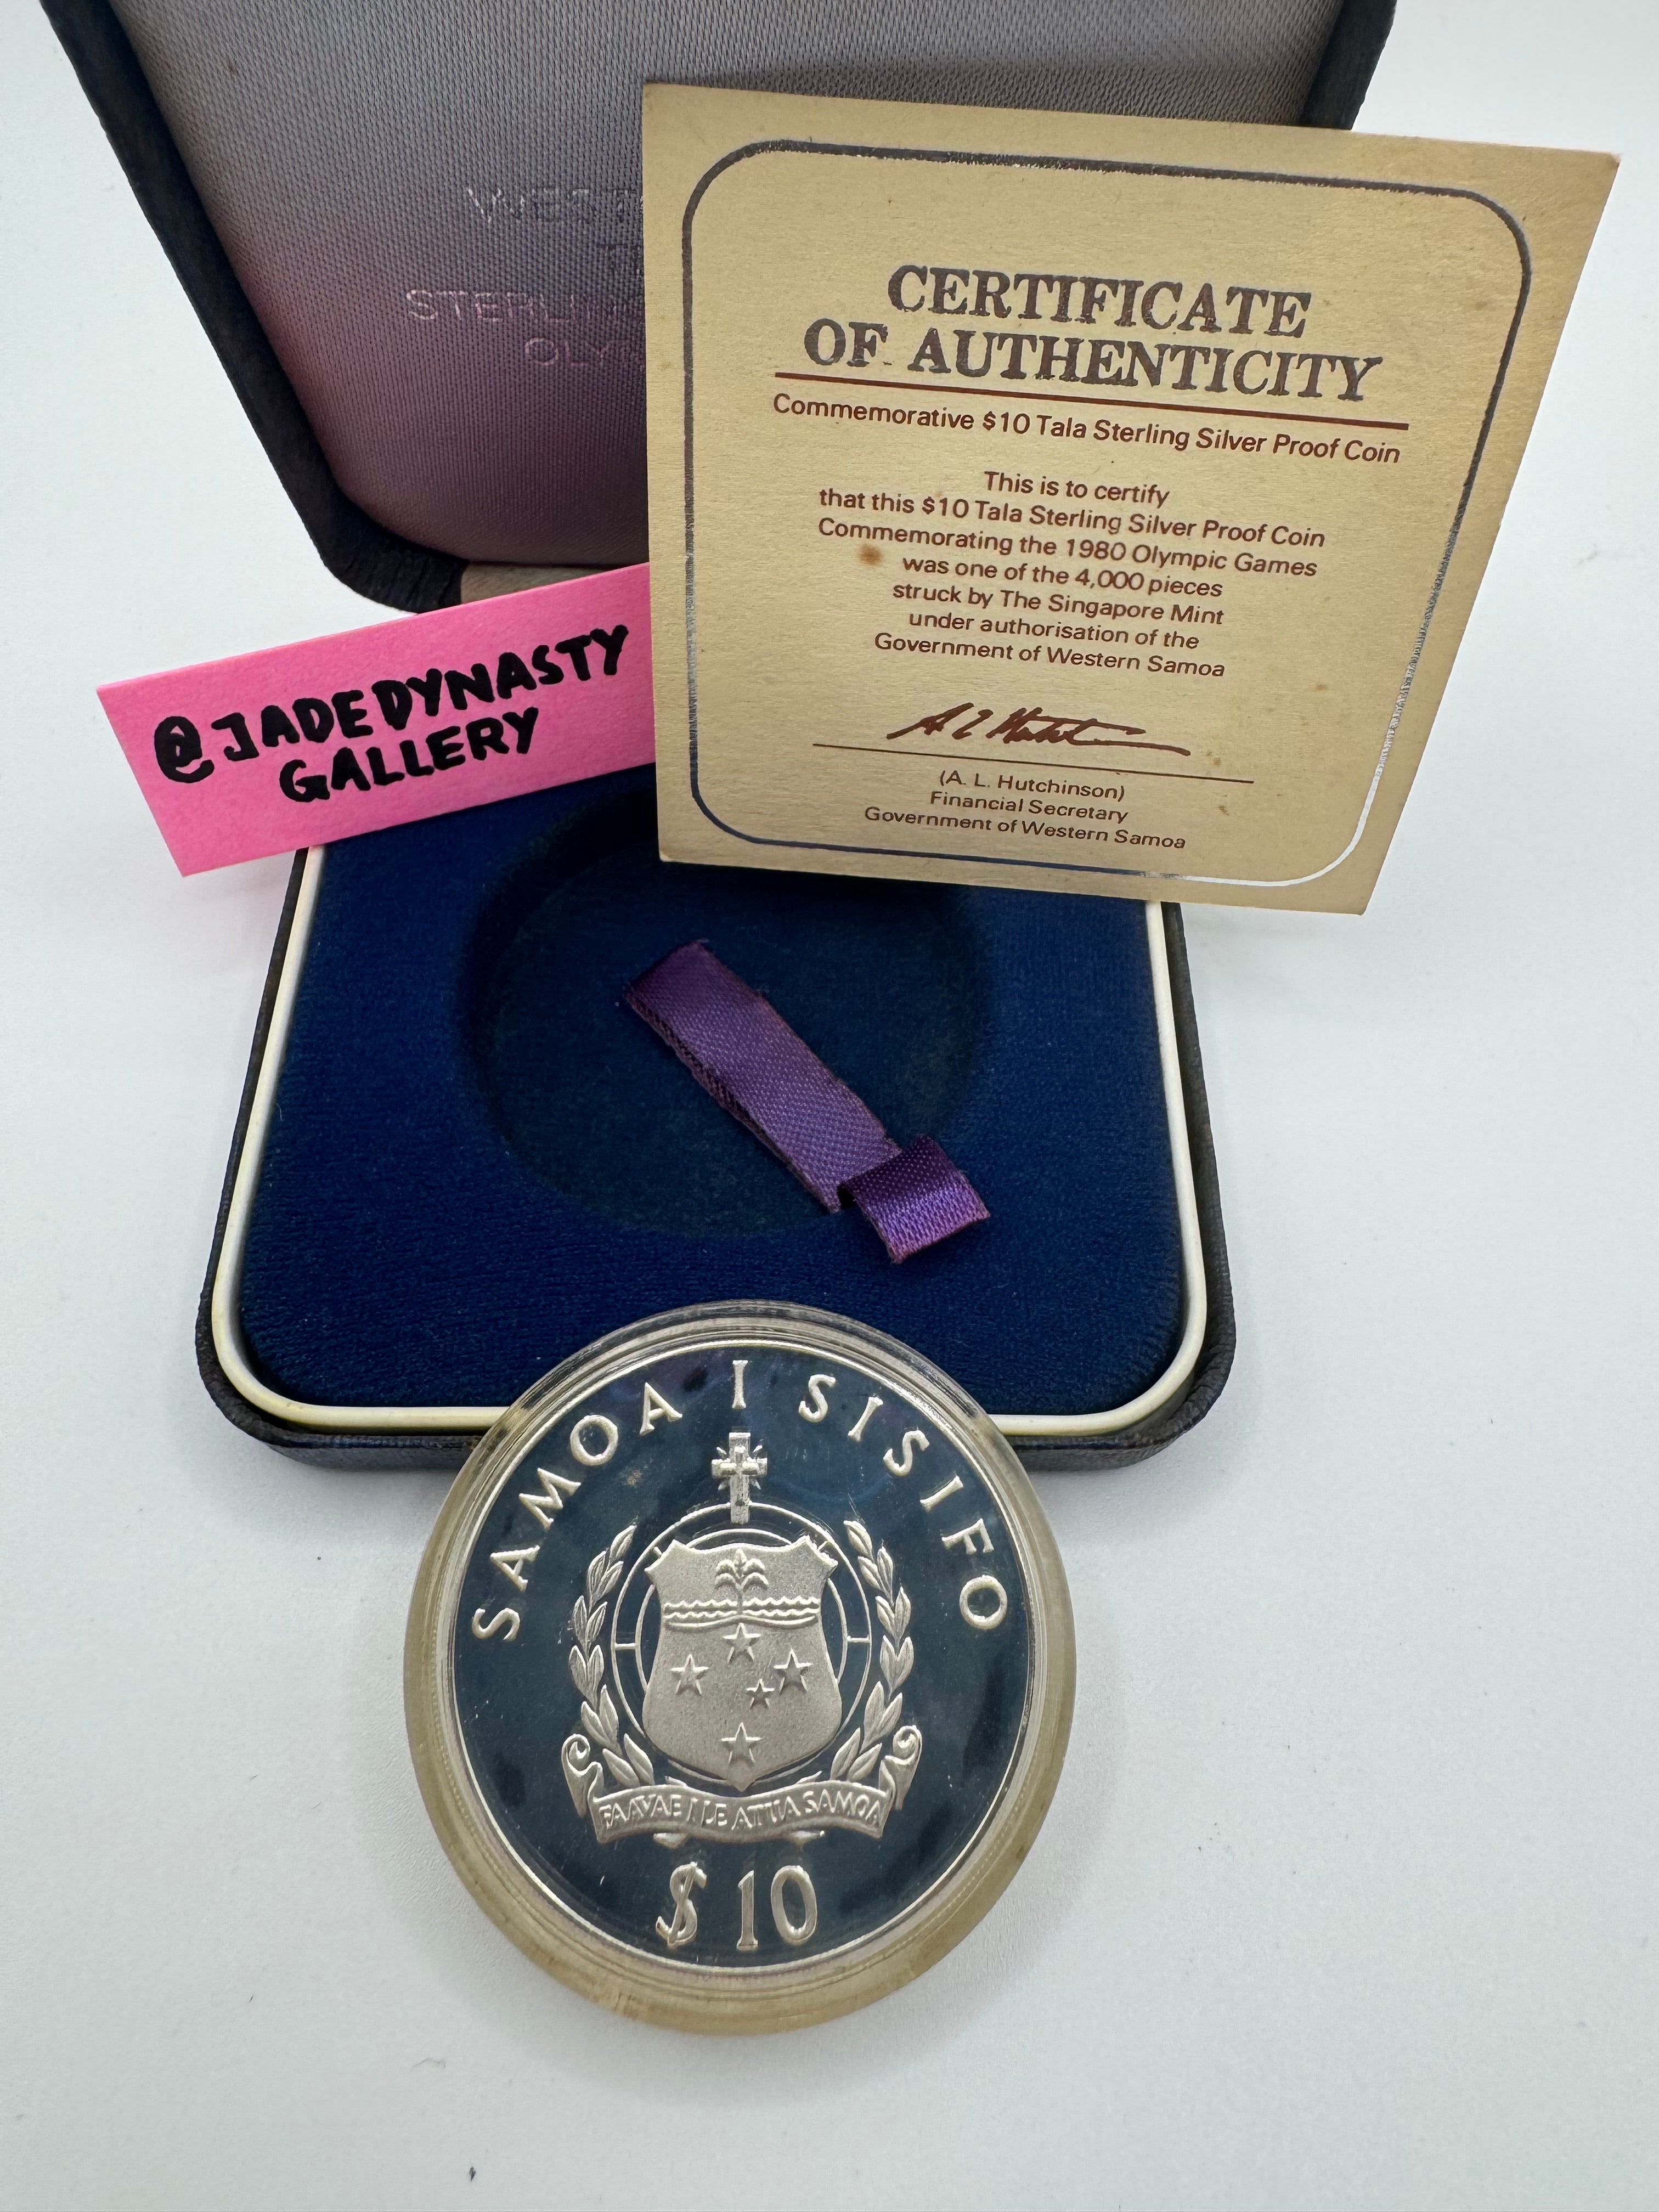 STERLING
CERTIFICATE
OF AUTHENTICITY
Commemorative $10 Tala Sterling Silver Proof Coin
This is to certify
that this $10 Tala Sterling Silver Proof Coin
Commemorating the 1980 Olympic Games
was one of the 4,000 pieces
struck by The Singapore Mint
under authorisation of the
Government of Western Samoa
(A. L. Hutchinson)
Financial Secretary
Government of Western Samoa
@JADEDYNASTY
GALLERY
SAMOA I SISIFO
FAAVAE I LE ATUA SAMOA
$10